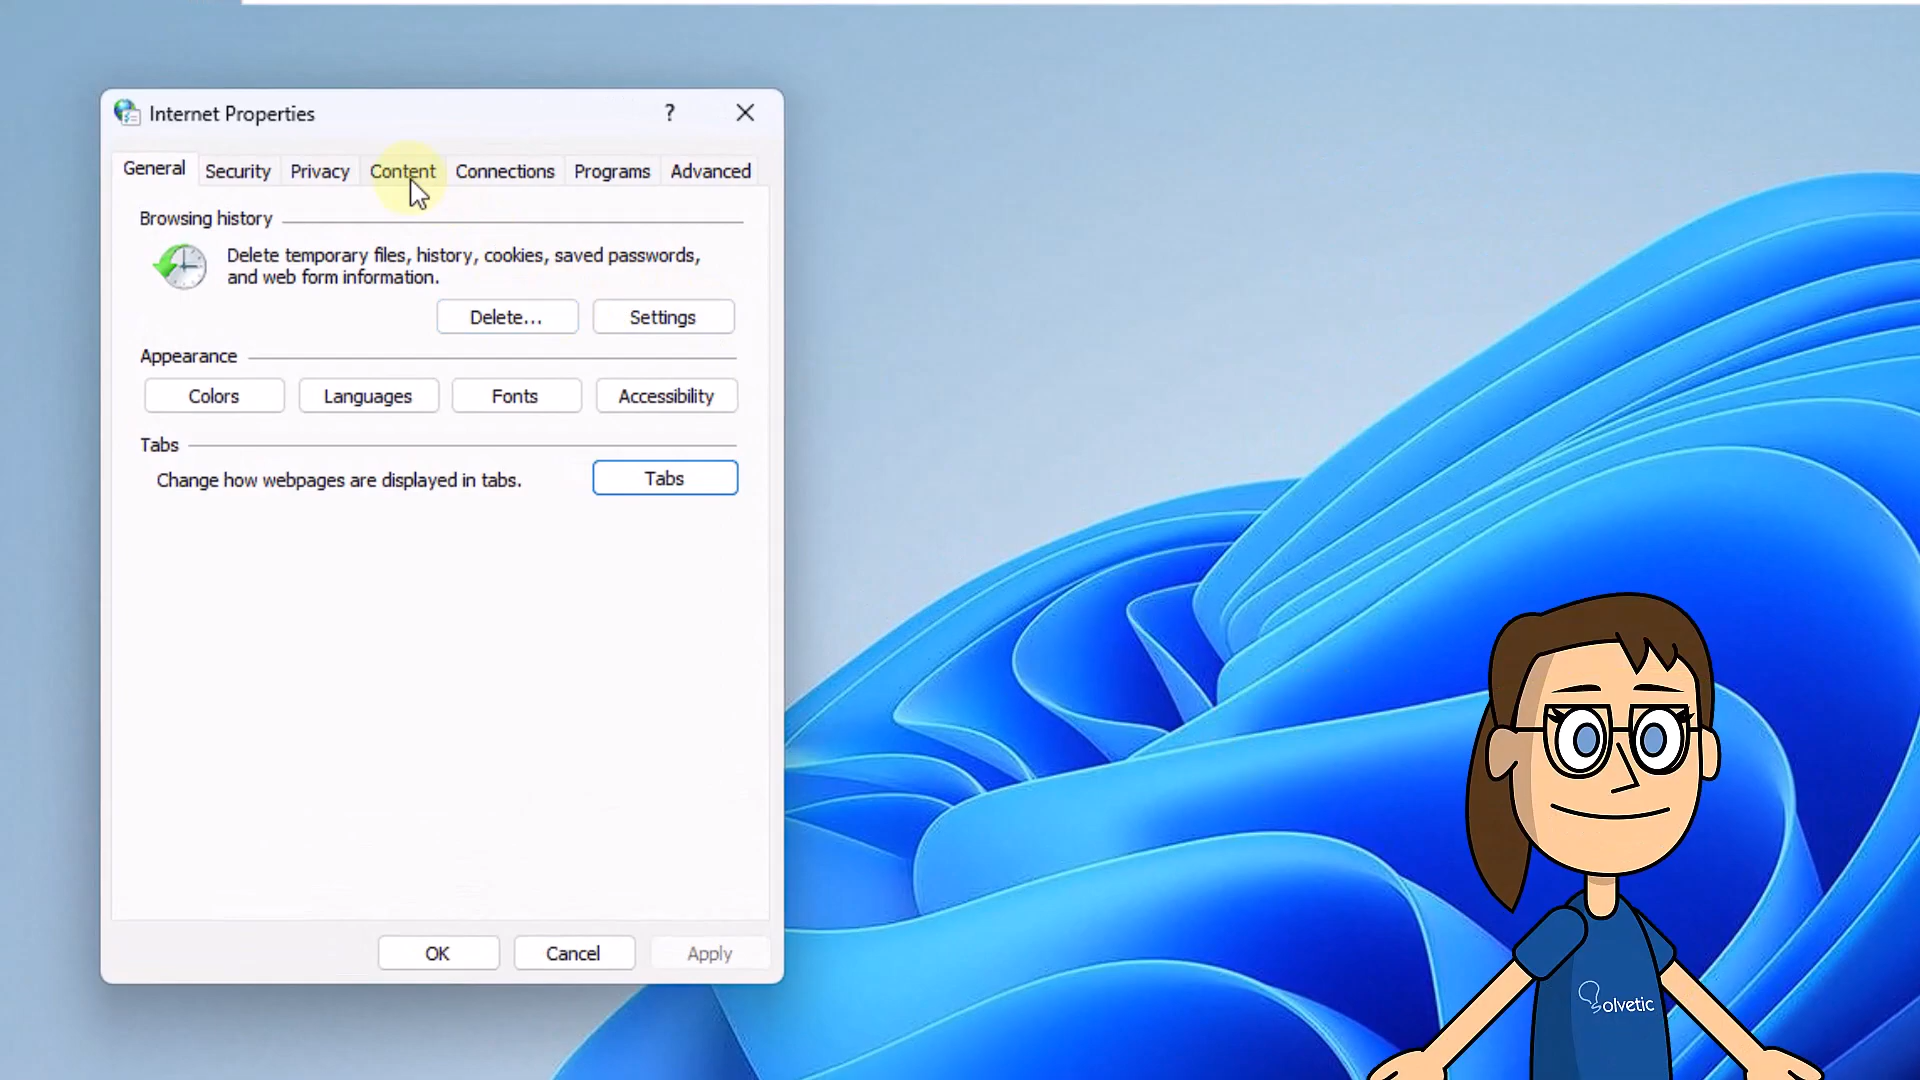 Internet Properties ?
General Security Privacy Content Connections Programs Advanced
Browsing history
Delete temporary files, history, cookies, saved passwords,
and web form information.
Delete... Settings
Appearance
Colors Languages Fonts Accessibility
Tabs
Change how webpages are displayed in tabs. Tabs
OK Cancel Apply
Solvetic